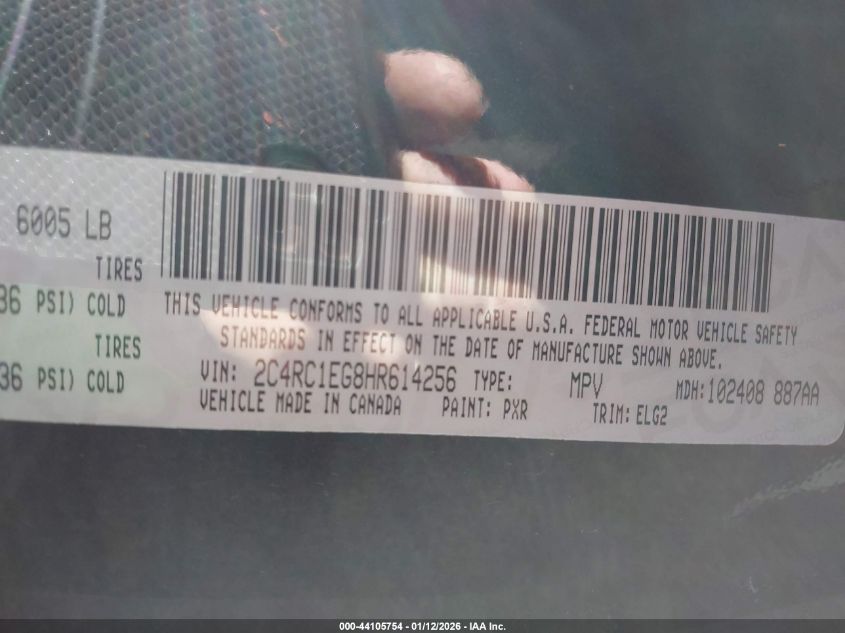 6005 LB
TIRES
36 PSI) COLD
TIRES
36 PSI) COLD
THIS VEHICLE CONFORMS TO ALL APPLICABLE U.S.A. FEDERAL MOTOR VEHICLE SAFETY
STANDARDS IN EFFECT ON THE DATE OF MANUFACTURE SHOWN ABOVE.
VIN: 2C4RC1EG8HR614256 TYPE: MPV MDH:102408 887AA
VEHICLE MADE IN CANADA PAINT: PXR TRIM: ELG2
000-44105754 - 01/12/2026 - IAA Inc.